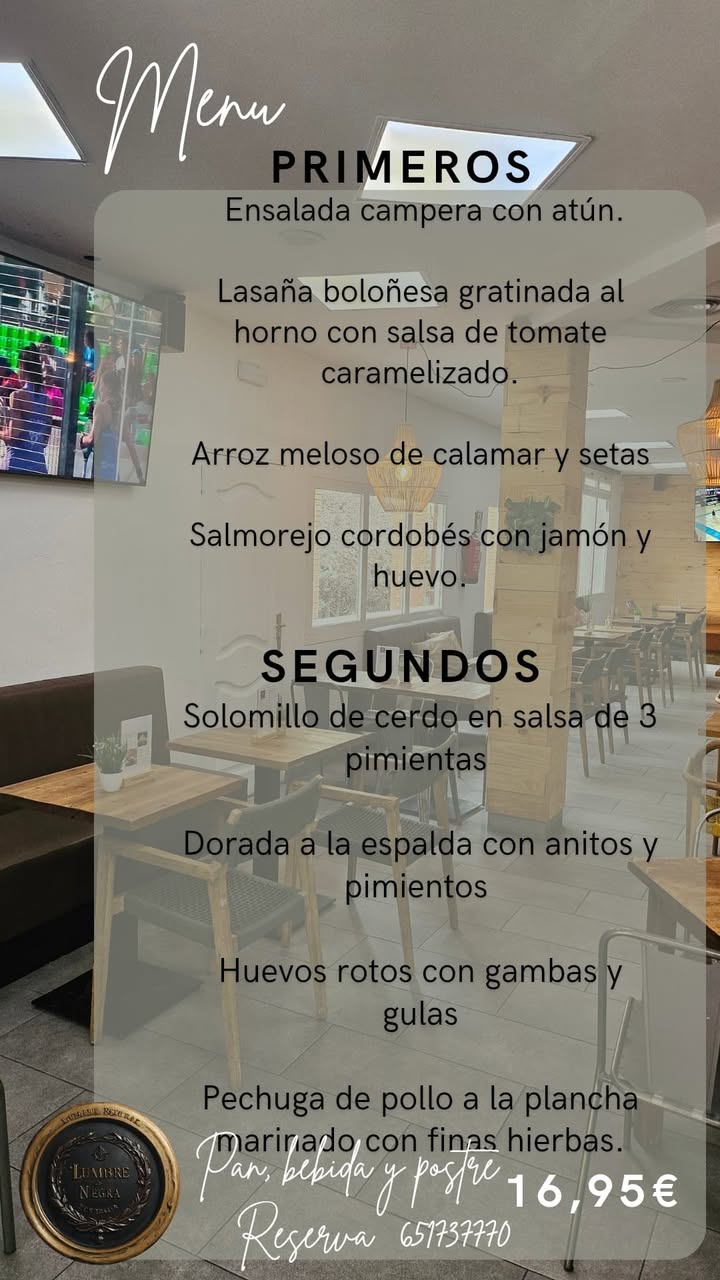 Menu
PRIMEROS
Ensalada campera con atún.
Lasaña boloñesa gratinada al
horno con salsa de tomate
caramelizado.
Arroz meloso de calamar y setas
Salmorejo cordobés con jamón y
huevo.
SEGUNDOS
Solomillo de cerdo en salsa de 3
pimientas
Dorada a la espalda con anitos y
pimientos
Huevos rotos con gambas y
gulas
Pechuga de pollo a la plancha
marinado con finas hierbas.
Pan, bebida y postre
16,95€
Reserva 651737770
LUMBRE
NEGRA